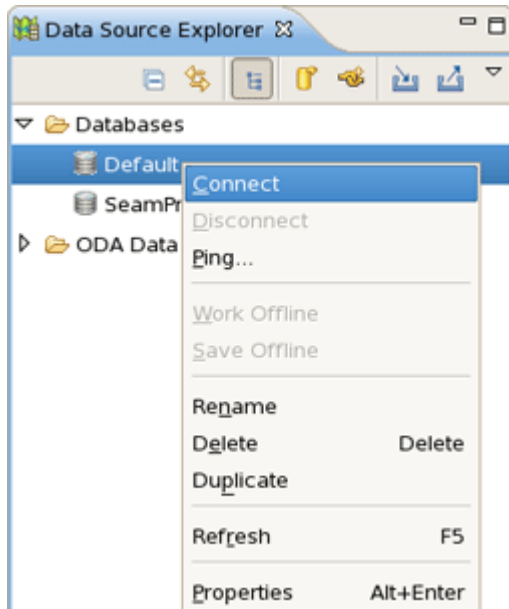 Data Source Explorer
Databases
Default
Connect
SeamPr
Disconnect
ODA Data
Ping...
Work Offline
Save Offline
Rename
Delete Delete
Duplicate
Refresh F5
Properties Alt+Enter